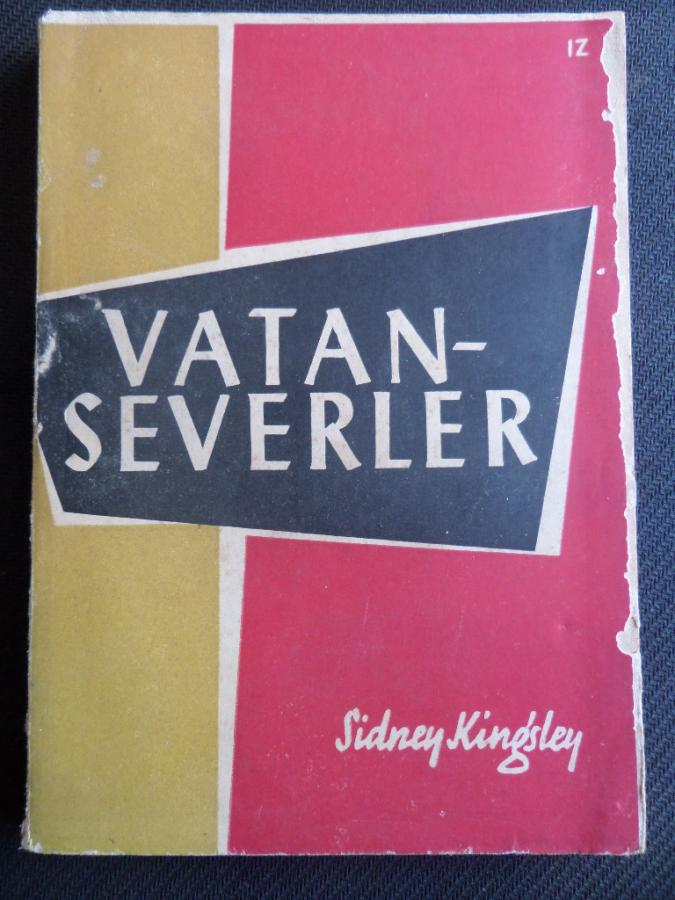 IZ
VATAN-
SEVERLER
Sidney Kingsley